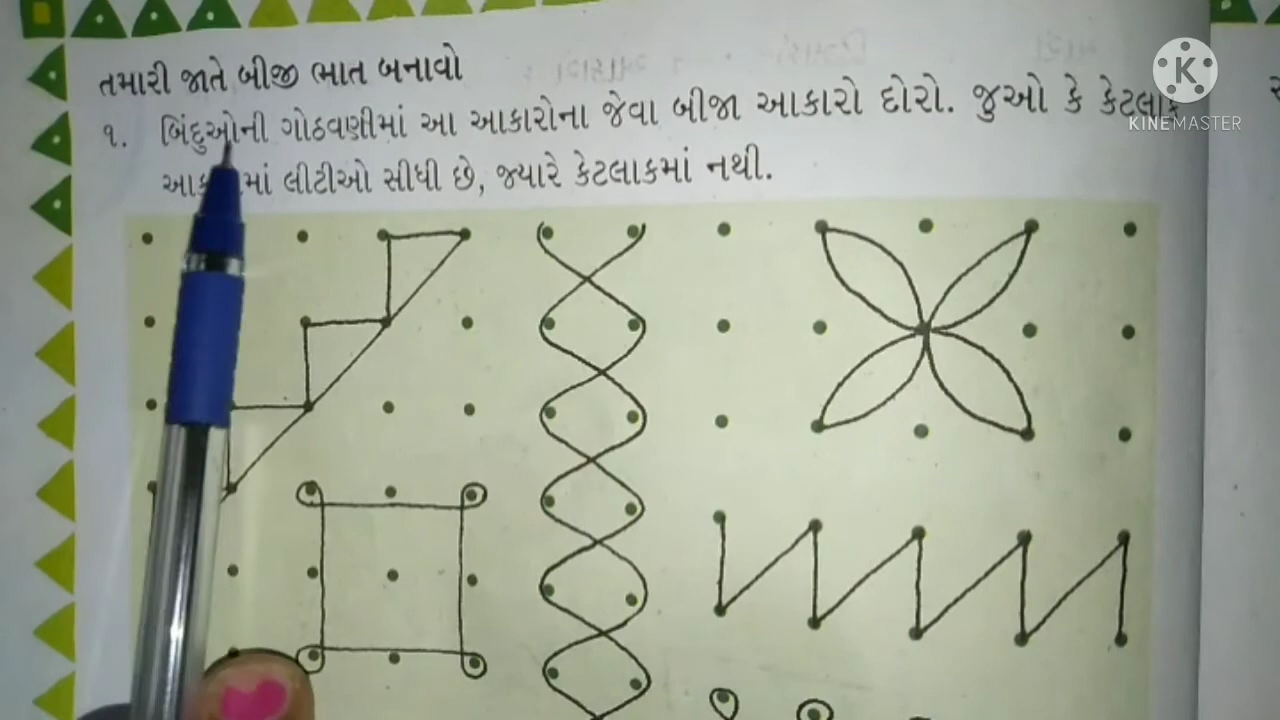 તમારી જાતે બીજી ભાત બનાવો
૧. બિંદુઓની ગોઠવણીમાં આ આકારોના જેવા બીજા આકારો દોરો. જુઓ કે કેટલાક
લીટીઓ સીધી છે, જ્યારે કેટલાકમાં નથી.
K
KINEMASTER